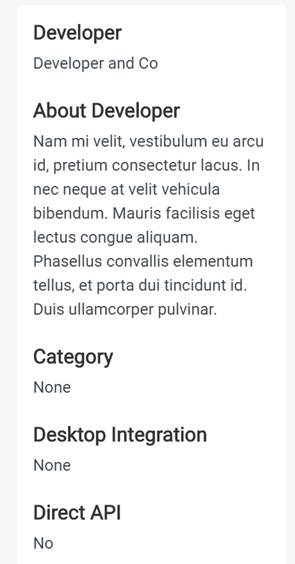 Developer
Developer and Co
About Developer
Nam mi velit, vestibulum eu arcu
id, pretium consectetur lacus. In
nec neque at velit vehicula
bibendum. Mauris facilisis eget
lectus congue aliquam.
Phasellus convallis elementum
tellus, et porta dui tincidunt id.
Duis ullamcorper pulvinar.
Category
None
Desktop Integration
None
Direct API
No